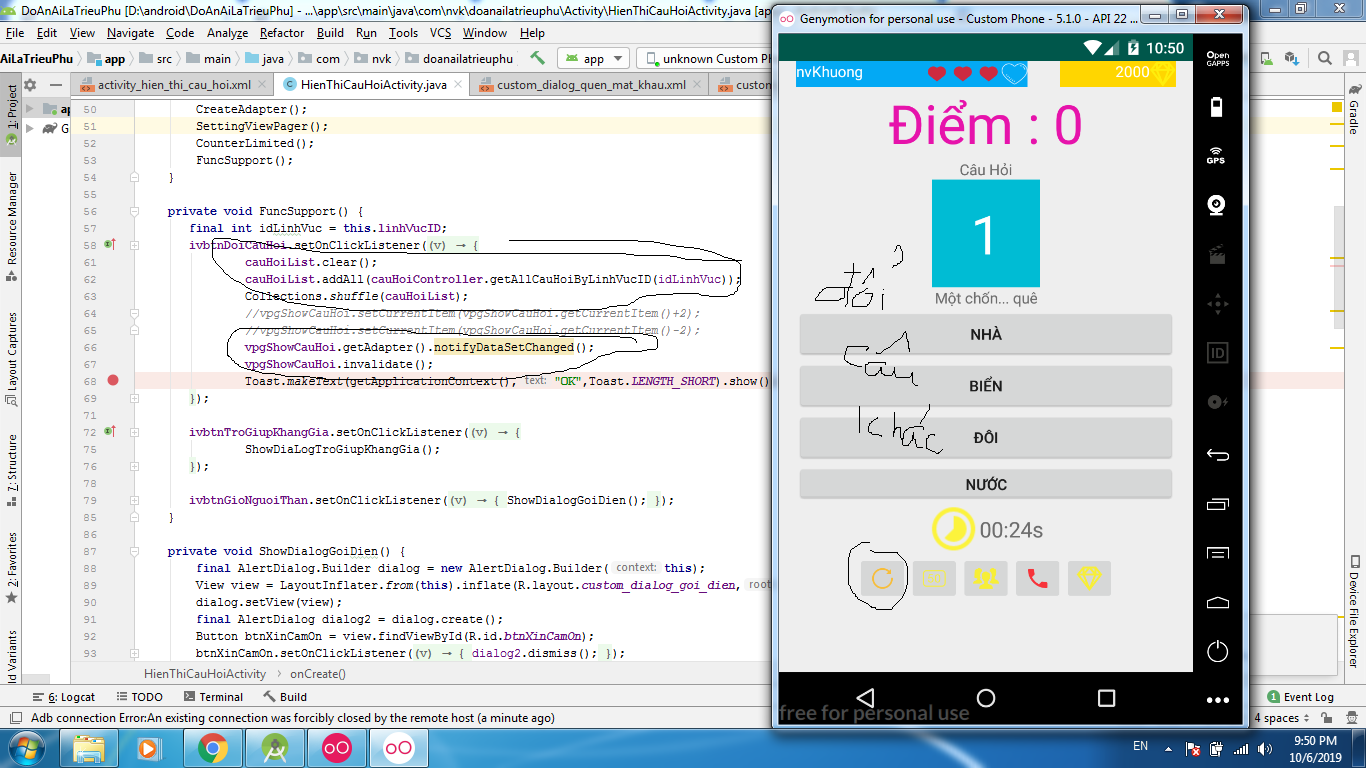 DoAnAiLaTrieuPhu [D:\android\DoAnAiLaTrieuPhu] - ...\app\src\main\java\com\nvk\doanailatrieuphu\Activity\HienThiCauHoiActivity.java [app]
File Edit View Navigate Code Analyze Refactor Build Run Tools VCS Window Help
AiLaTrieuPhu app src main java com nvk doanailatrieuphu app unknown Custom Ph
activity_hien_thi_cau_hoi.xml HienThiCauHoiActivity.java custom_dialog_quen_mat_khau.xml custom
1: Project
Resource Manager
Layout Captures
7: Structure
2: Favorites
ld Variants
ap
G
50 CreateAdapter();
51 SettingViewPager();
52 CounterLimited();
53 FuncSupport();
54 }
55
56 private void FuncSupport() {
57 final int idLinhVuc = this.linhVucID;
58 ivbtnDoiCauHoi.setOnClickListener((v) → {
61 cauHoiList.clear();
62 cauHoiList.addAll(cauHoiController.getAllCauHoiByLinhVucID(idLinhVuc));
63 Collections.shuffle(cauHoiList);
64 //vpgShowCauHoi.setCurrentItem(vpgShowCauHoi.getCurrentItem()+2);
65 //vpgShowCauHoi.setCurrentItem(vpgShowCauHoi.getCurrentItem()-2);
66 vpgShowCauHoi.getAdapter().notifyDataSetChanged();
67 vpgShowCauHoi.invalidate();
68 Toast.makeText(getApplicationContext(), text: "OK",Toast.LENGTH_SHORT).show()
69 });
71
72 ivbtnTroGiupKhangGia.setOnClickListener((v) → {
75 ShowDiaLogTroGiupKhangGia();
76 });
78
79 ivbtnGioNguoiThan.setOnClickListener((v) → { ShowDialogGoiDien(); });
85 }
86
87 private void ShowDialogGoiDien() {
88 final AlertDialog.Builder dialog = new AlertDialog.Builder( context: this);
89 View view = LayoutInflater.from(this).inflate(R.layout.custom_dialog_goi_dien, root
90 dialog.setView(view);
91 final AlertDialog dialog2 = dialog.create();
92 Button btnXinCamOn = view.findViewById(R.id.btnXinCamOn);
93 btnXinCamOn.setOnClickListener((v) → { dialog2.dismiss(); });
HienThiCauHoiActivity onCreate()
6: Logcat TODO Terminal Build
Adb connection Error:An existing connection was forcibly closed by the remote host (a minute ago)
Genymotion for personal use - Custom Phone - 5.1.0 - API 22 ...
10:50
nvKhuong 2000
Điểm : 0
Câu Hỏi
1
đổi
Một chốn... quê
NHÀ
câu
BIỂN
khác
ĐÔI
NƯỚC
00:24s
free for personal use
Open
GAPPS
GPS
ID
Gradle
Device File Explorer
1 Event Log
4 spaces
EN 9:50 PM
10/6/2019